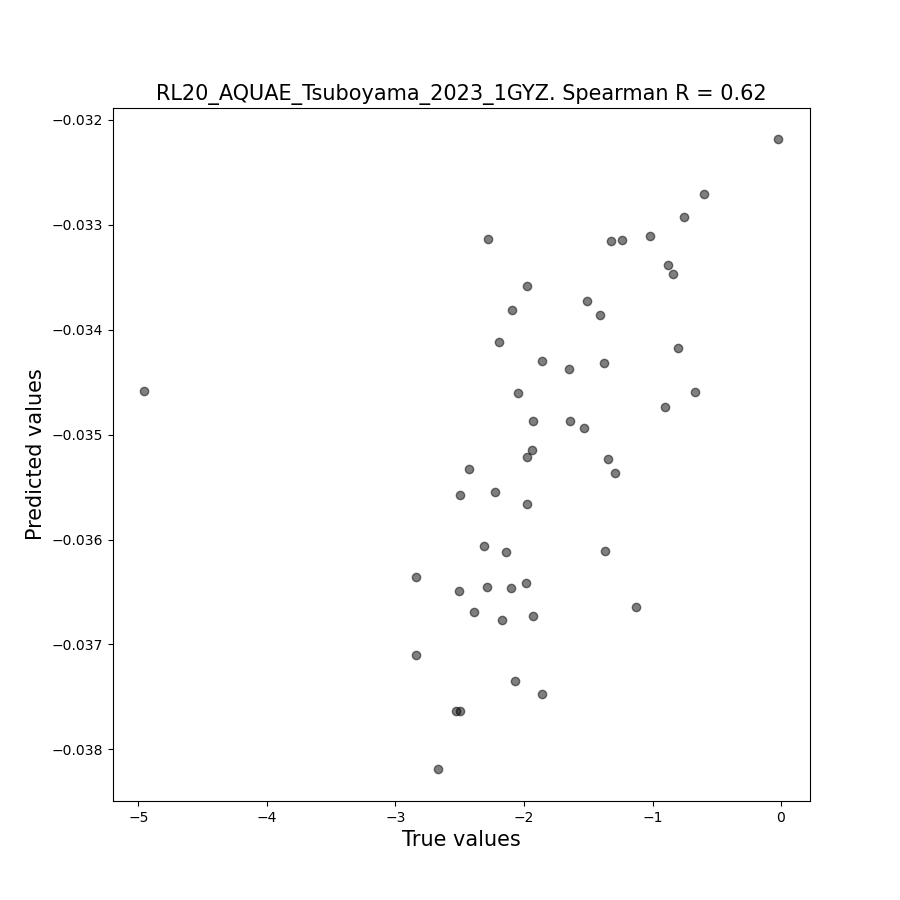 RL20_AQUAE_Tsuboyama_2023_1GYZ. Spearman R = 0.62
−0.032
−0.033
−0.034
−0.035
−0.036
−0.037
−0.038
Predicted values
−5 −4 −3 −2 −1 0
True values